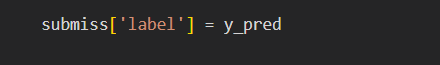 submiss['label'] = y_pred